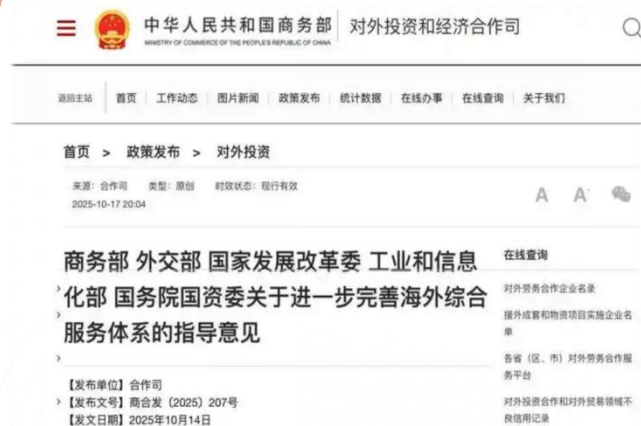 中华人民共和国商务部
MINISTRY OF COMMERCE OF THE PEOPLE'S REPUBLIC OF CHINA
对外投资和经济合作司
返回主站 首页 工作动态 图片新闻 政策发布 统计数据 在线办事 在线查询 关于我们
首页 > 政策发布 > 对外投资
来源：合作司 类型：原创 时效状态：现行有效
2025-10-17 20:04
A A+
商务部 外交部 国家发展改革委 工业和信息
化部 国务院国资委关于进一步完善海外综合
服务体系的指导意见
【发布单位】合作司
【发布文号】商合发〔2025〕207号
【发文日期】2025年10月14日
在线查询
对外劳务合作企业名录
援外成套和物资项目实施企业名
单
各省（区、市）对外劳务合作服
务平台
对外投资合作和对外贸易领域不
良信用记录